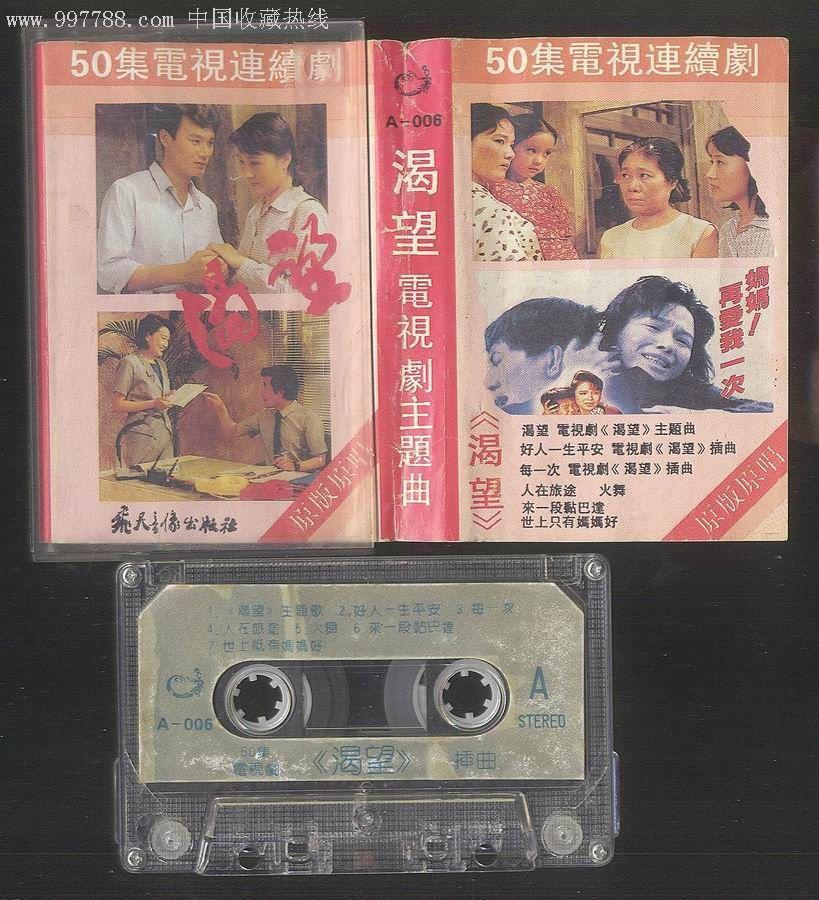 www.997788.com 中国收藏热线
50集電視連續劇
渴望
飛天音像出版社
原版原唱
A-006
渴望電視劇主題曲
50集電視連續劇
媽媽!
再愛我一次
《渴望》
渴望 電視劇《渴望》主題曲
好人一生平安 電視劇《渴望》插曲
每一次 電視劇《渴望》插曲
人在旅途 火舞
來一段黏巴達
世上只有媽媽好
原版原唱
1.《渴望》主題歌 2.好人一生平安 3.每一次
4.人在旅途 5.火舞 6.來一段黏巴達
7.世上祗有媽媽好
A-006
A
STEREO
50集
電視劇
《渴望》 插曲